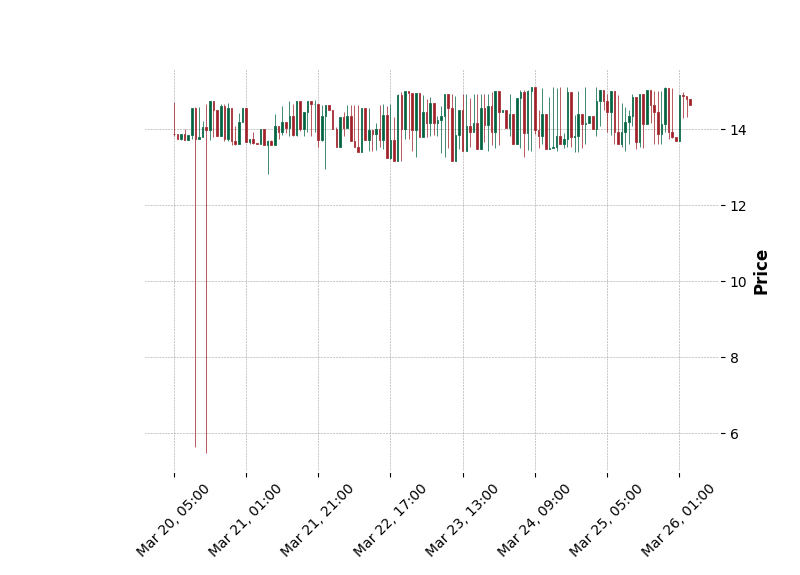 14
12
10
8
6
Price
Mar 20, 05:00
Mar 21, 01:00
Mar 21, 21:00
Mar 22, 17:00
Mar 23, 13:00
Mar 24, 09:00
Mar 25, 05:00
Mar 26, 01:00